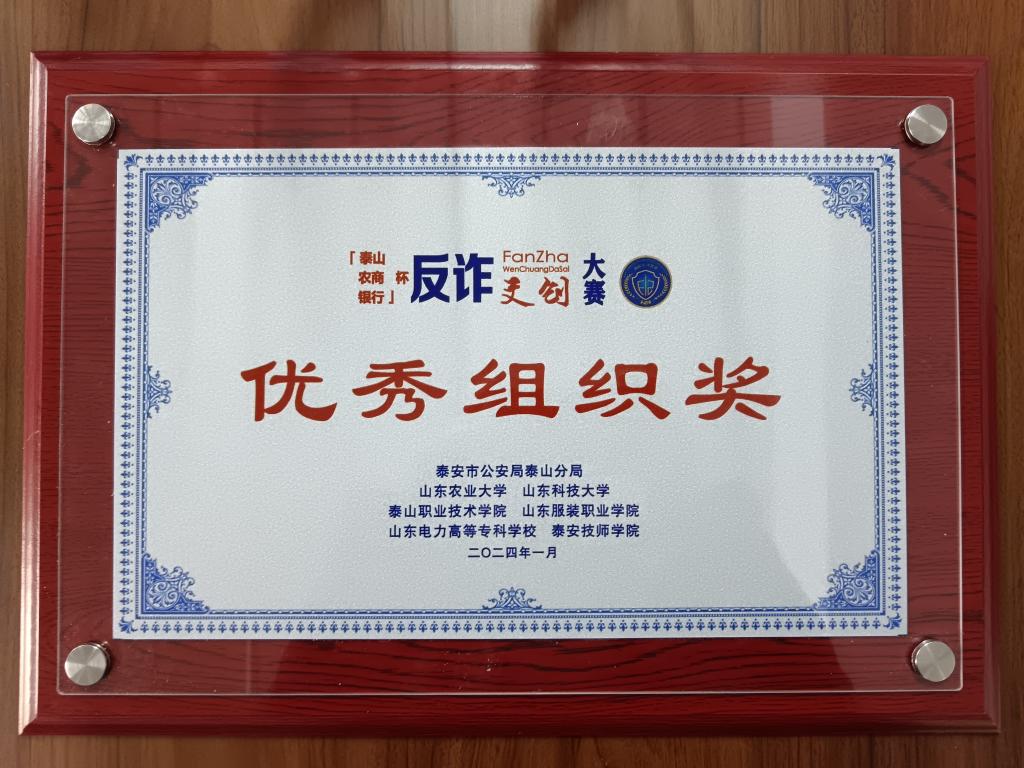 「泰山农商银行」杯 反诈 FanZha WenChuangDaSai 文创 大赛
优秀组织奖
泰安市公安局泰山分局
山东农业大学 山东科技大学
泰山职业技术学院 山东服装职业学院
山东电力高等专科学校 泰安技师学院
二〇二四年一月